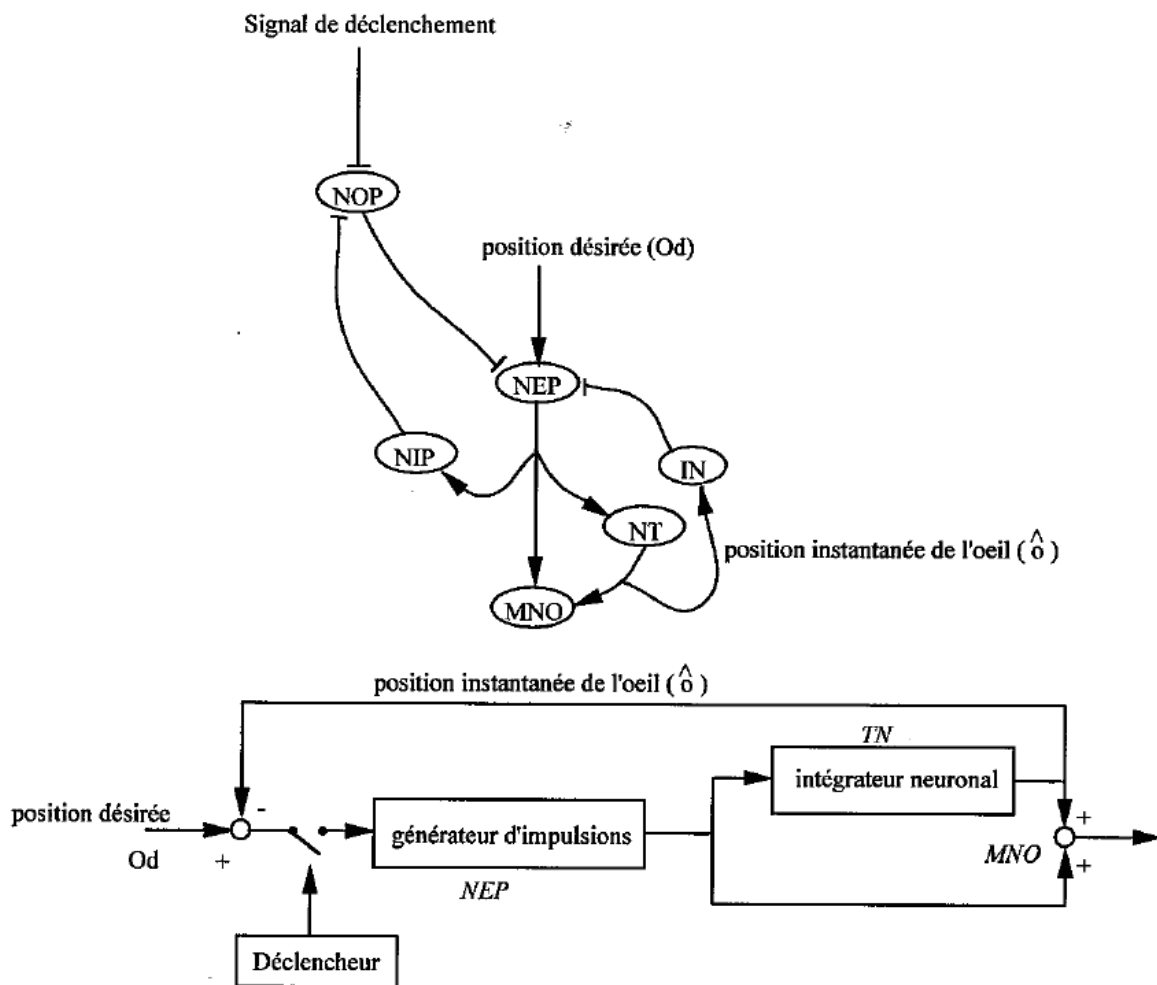 Signal de déclenchement
NOP
position désirée (Od)
NEP
NIP
IN
NT
position instantanée de l'oeil ( ô )
MNO
position instantanée de l'oeil ( ô )
TN
intégrateur neuronal
position désirée
-
générateur d'impulsions
+
Od
+
MNO
+
NEP
Déclencheur